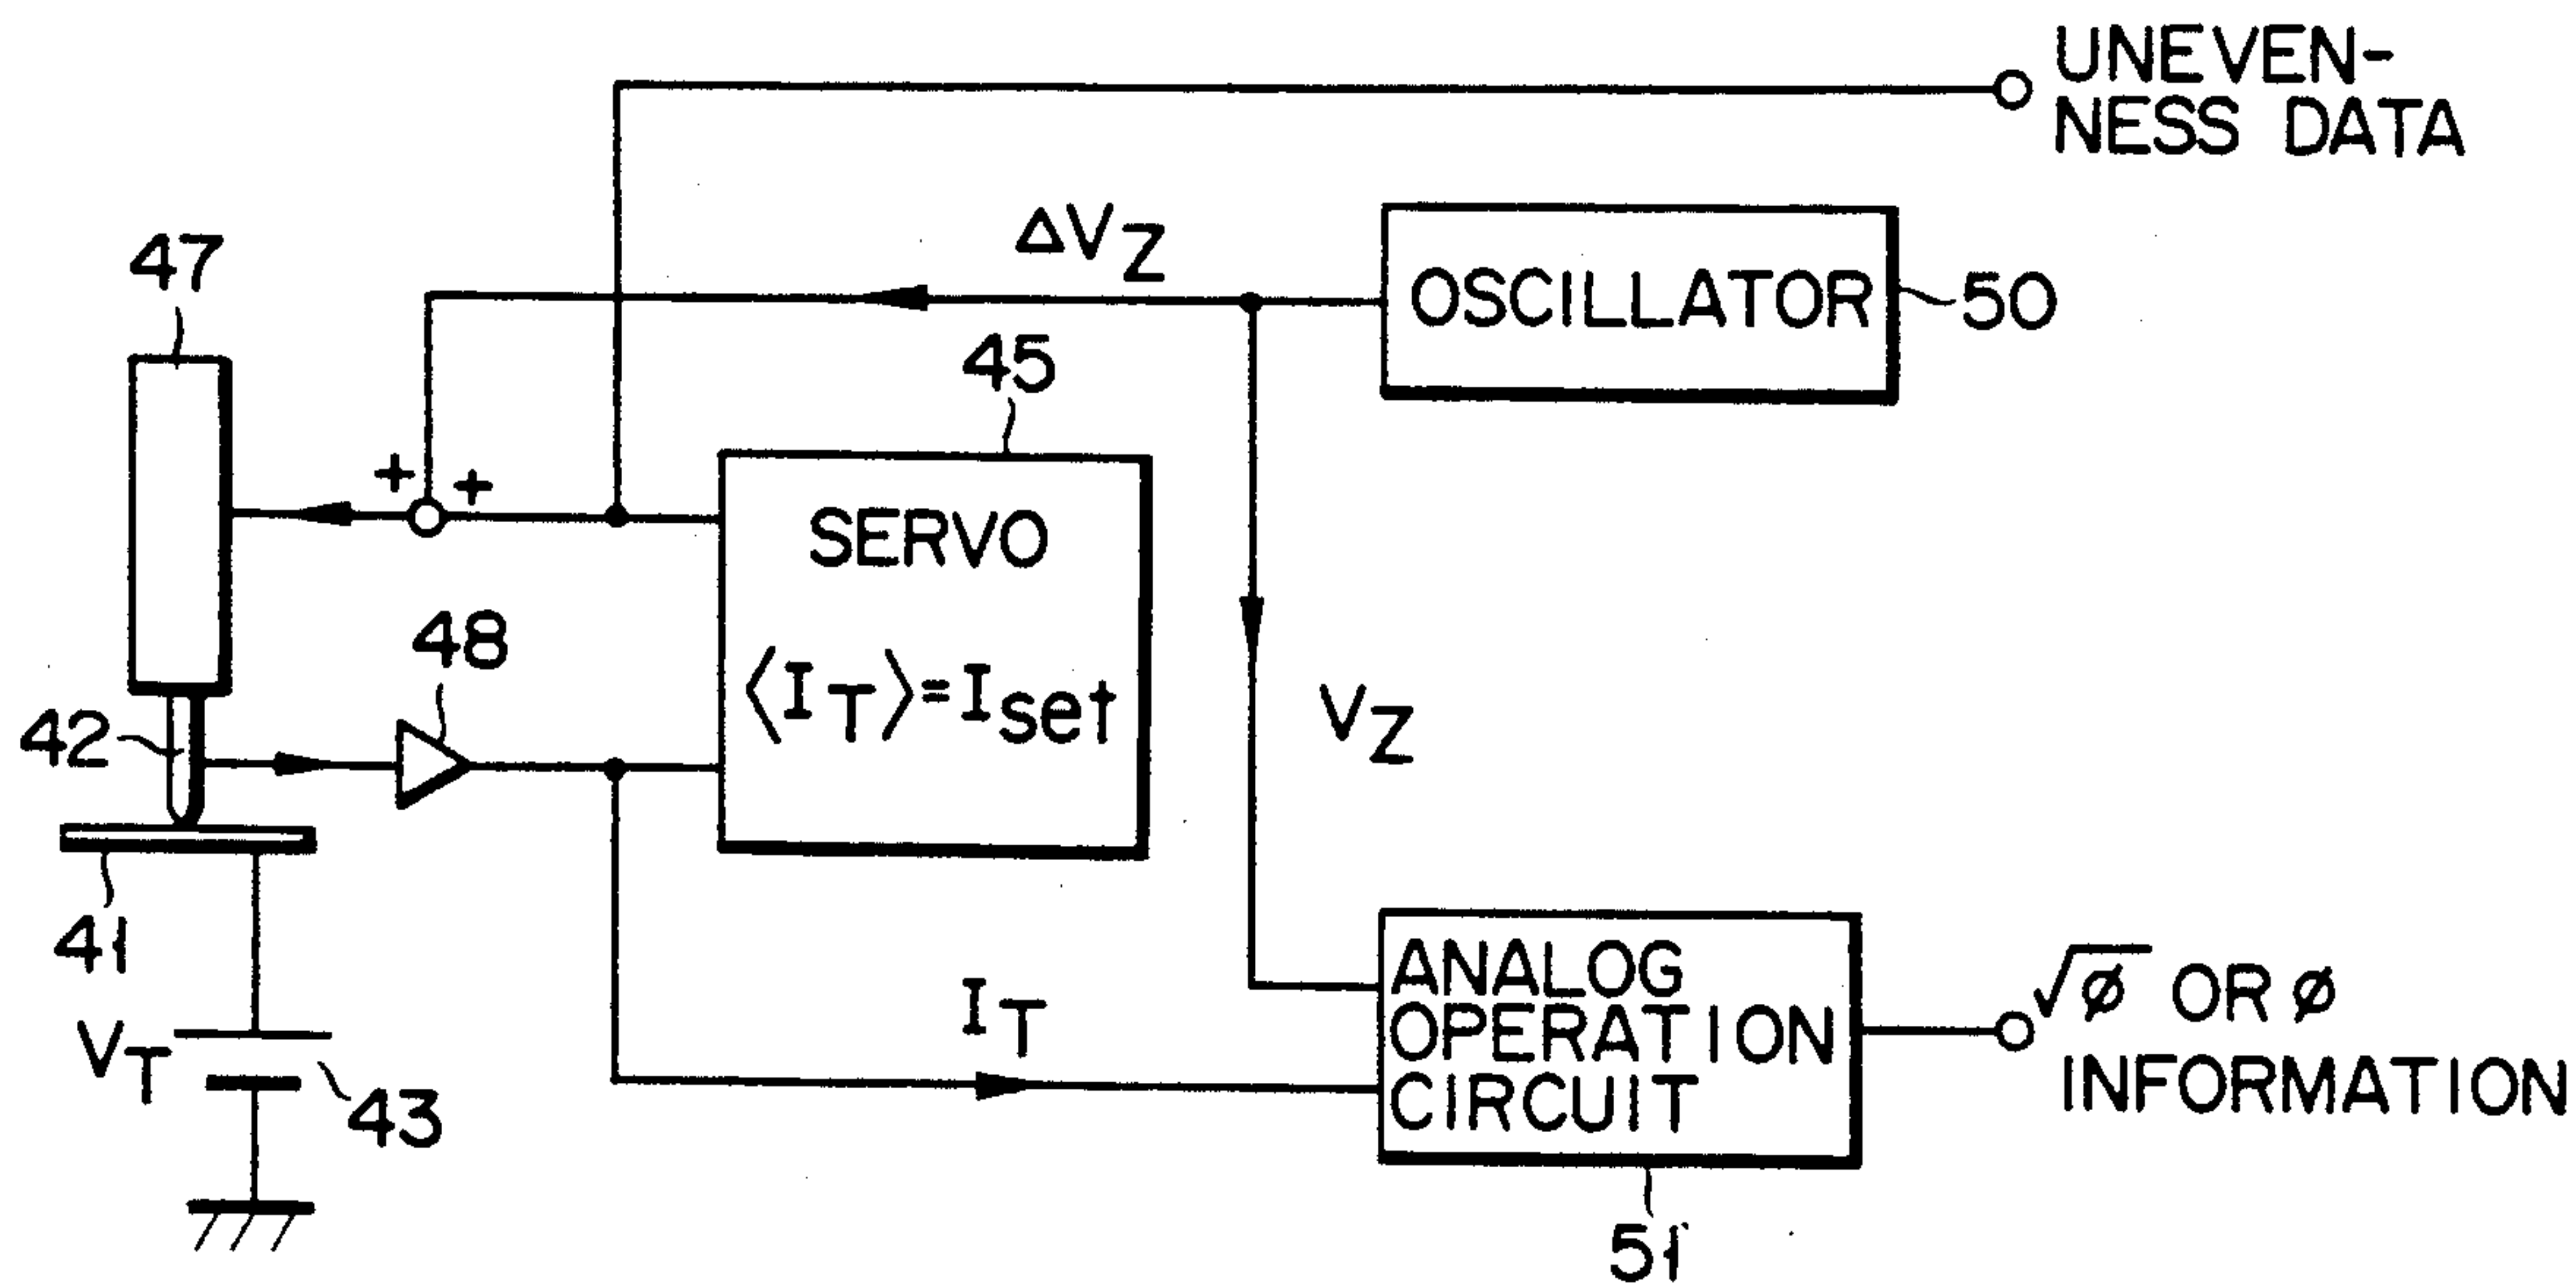 UNEVEN-
NESS DATA
ΔVZ
OSCILLATOR
50
47
45
+
+
SERVO
⟨IT⟩=Iset
48
42
VZ
41
IT
ANALOG
OPERATION
CIRCUIT
√ø OR ø
INFORMATION
VT
43
51